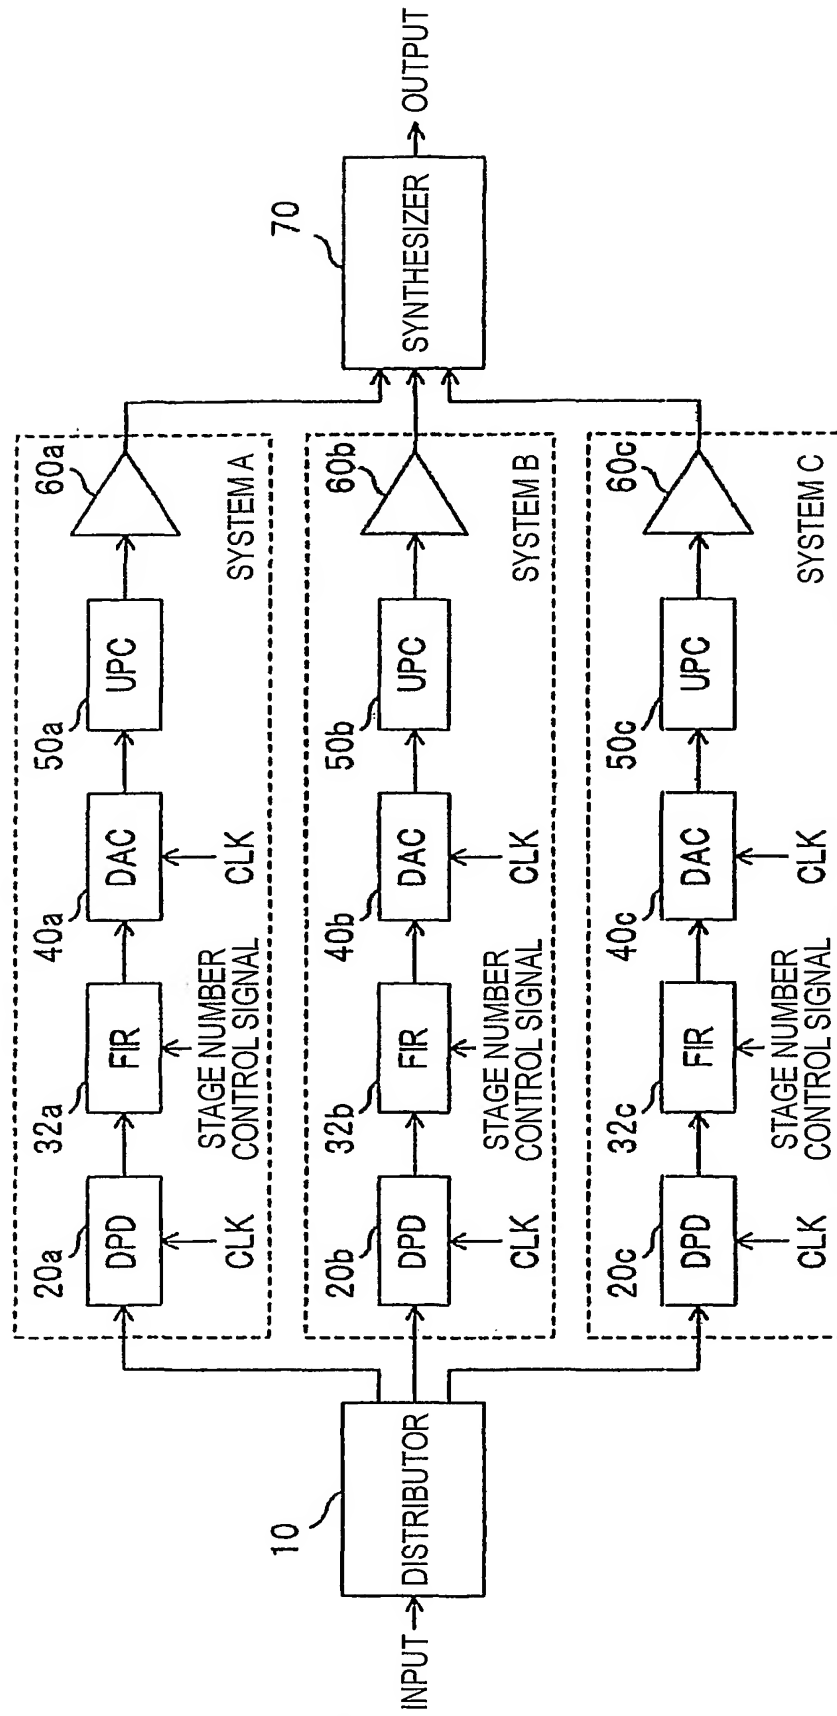 INPUT
10
DISTRIBUTOR
20a
DPD
CLK
32a
FIR
STAGE NUMBER
CONTROL SIGNAL
40a
DAC
CLK
50a
UPC
60a
SYSTEM A
20b
DPD
CLK
32b
FIR
STAGE NUMBER
CONTROL SIGNAL
40b
DAC
CLK
50b
UPC
60b
SYSTEM B
20c
DPD
CLK
32c
FIR
STAGE NUMBER
CONTROL SIGNAL
40c
DAC
CLK
50c
UPC
60c
SYSTEM C
70
SYNTHESIZER
OUTPUT